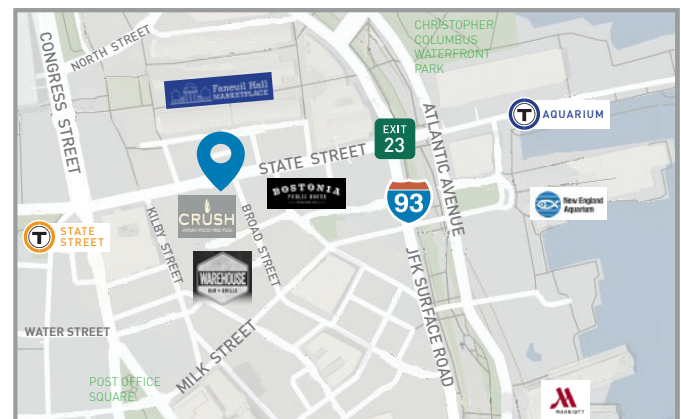 CHRISTOPHER
COLUMBUS
WATERFRONT
PARK
NORTH STREET
CONGRESS STREET
Faneuil Hall
MARKETPLACE
ATLANTIC AVENUE
T AQUARIUM
EXIT
23
STATE STREET
BOSTONIA
PUBLIC HOUSE
93
New England
Aquarium
CRUSH
KILBY STREET
BROAD STREET
T STATE
STREET
WAREHOUSE
BAR + GRILLE
JFK SURFACE ROAD
WATER STREET
MILK STREET
POST OFFICE
SQUARE
MARRIOTT